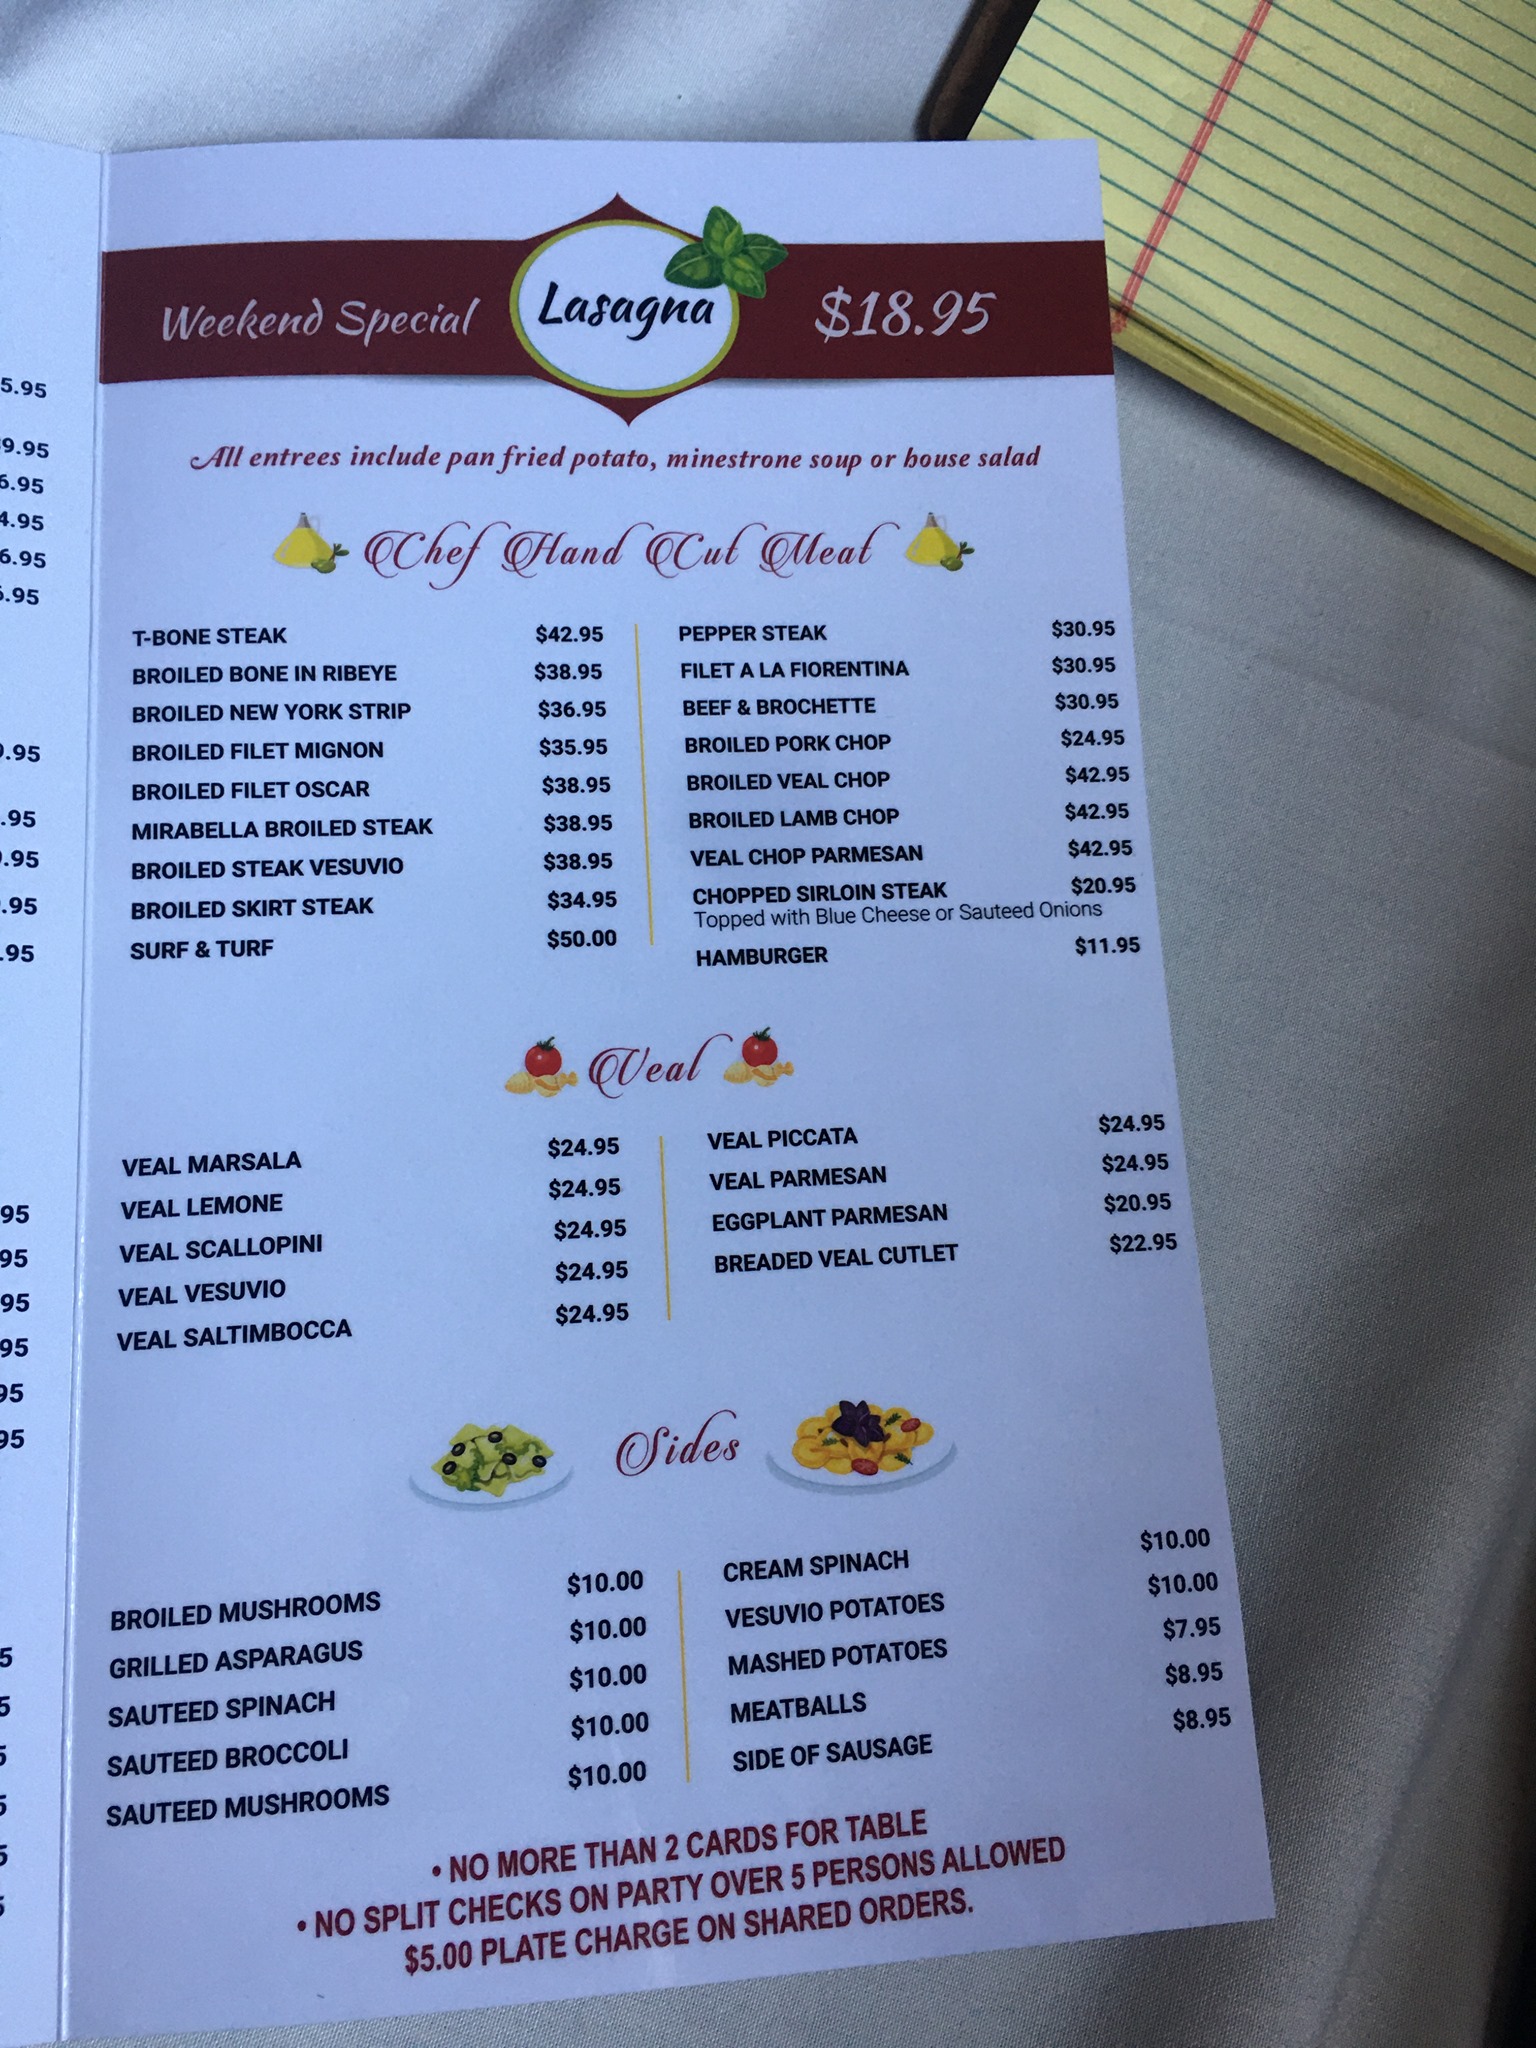 Weekend Special Lasagna $18.95
All entrees include pan fried potato, minestrone soup or house salad
Chef Hand Cut Meat
T-BONE STEAK $42.95
BROILED BONE IN RIBEYE $38.95
BROILED NEW YORK STRIP $36.95
BROILED FILET MIGNON $35.95
BROILED FILET OSCAR $38.95
MIRABELLA BROILED STEAK $38.95
BROILED STEAK VESUVIO $38.95
BROILED SKIRT STEAK $34.95
SURF & TURF $50.00
PEPPER STEAK $30.95
FILET A LA FIORENTINA $30.95
BEEF & BROCHETTE $30.95
BROILED PORK CHOP $24.95
BROILED VEAL CHOP $42.95
BROILED LAMB CHOP $42.95
VEAL CHOP PARMESAN $42.95
CHOPPED SIRLOIN STEAK $20.95
Topped with Blue Cheese or Sauteed Onions
HAMBURGER $11.95
Veal
VEAL MARSALA $24.95
VEAL LEMONE $24.95
VEAL SCALLOPINI $24.95
VEAL VESUVIO $24.95
VEAL SALTIMBOCCA $24.95
VEAL PICCATA $24.95
VEAL PARMESAN $24.95
EGGPLANT PARMESAN $20.95
BREADED VEAL CUTLET $22.95
Sides
BROILED MUSHROOMS $10.00
GRILLED ASPARAGUS $10.00
SAUTEED SPINACH $10.00
SAUTEED BROCCOLI $10.00
SAUTEED MUSHROOMS $10.00
CREAM SPINACH $10.00
VESUVIO POTATOES $10.00
MASHED POTATOES $7.95
MEATBALLS $8.95
SIDE OF SAUSAGE $8.95
• NO MORE THAN 2 CARDS FOR TABLE
• NO SPLIT CHECKS ON PARTY OVER 5 PERSONS ALLOWED
$5.00 PLATE CHARGE ON SHARED ORDERS.